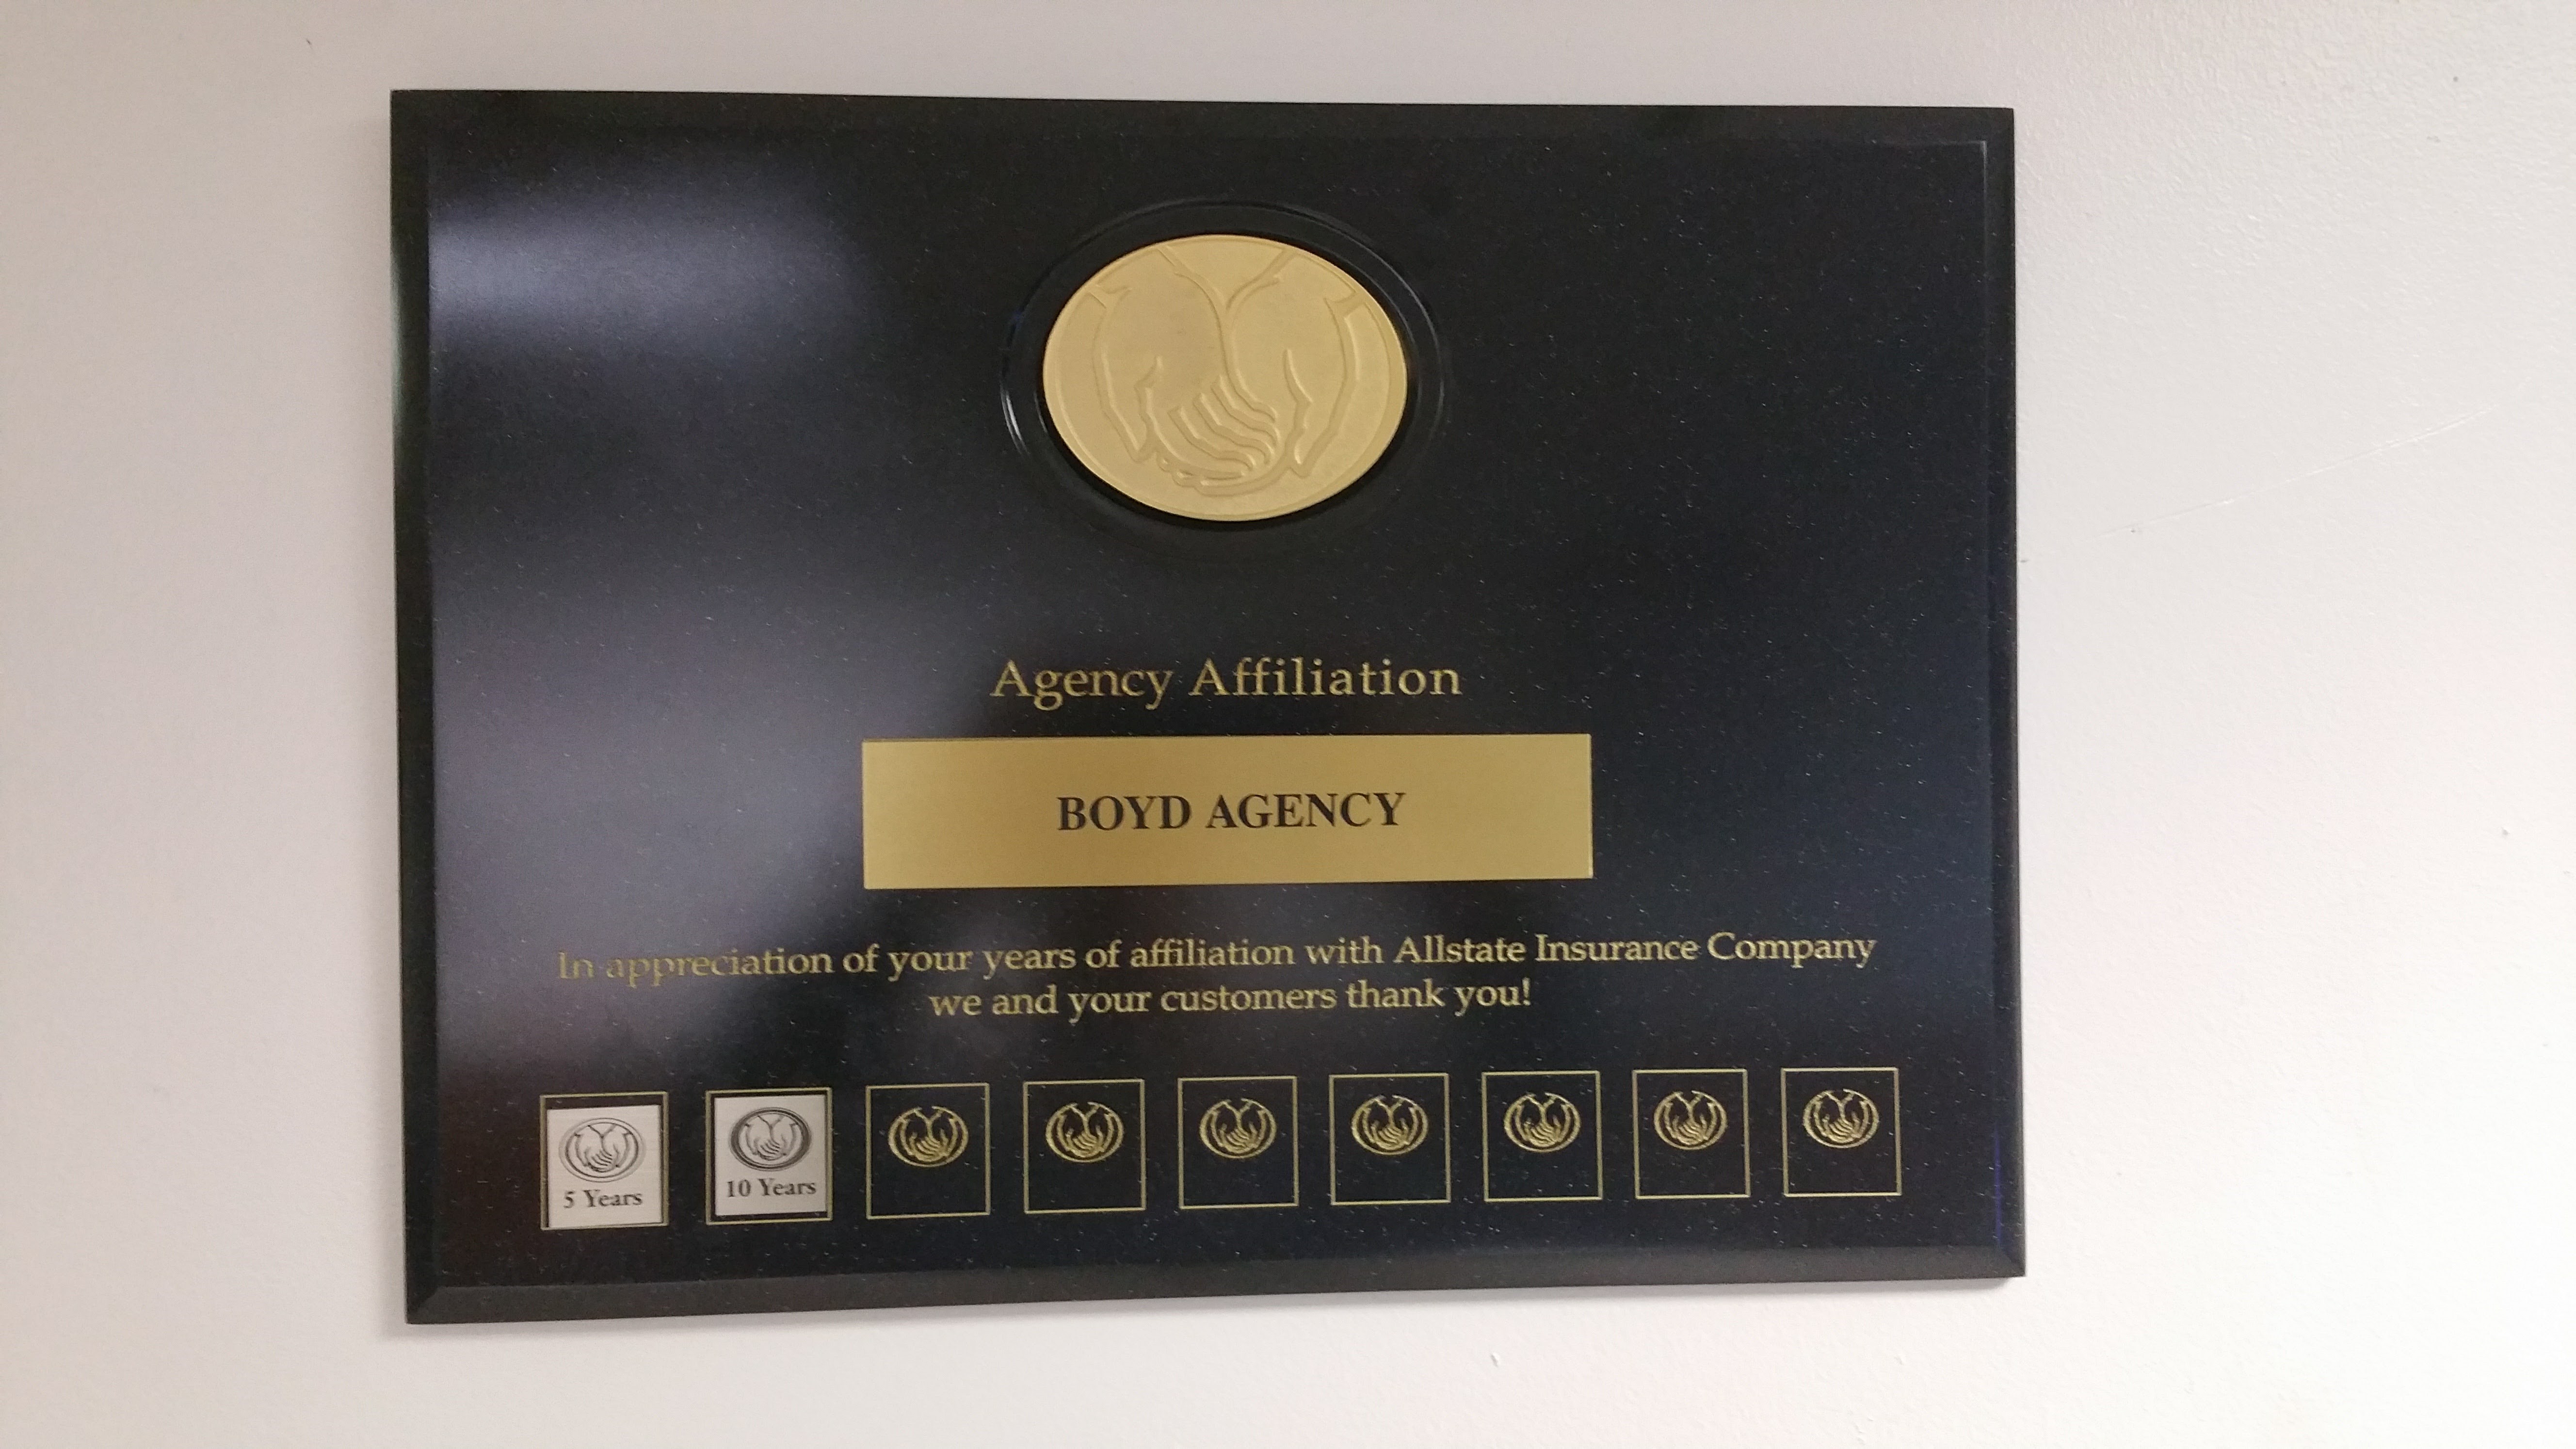 Agency Affiliation
BOYD AGENCY
In appreciation of your years of affiliation with Allstate Insurance Company
we and your customers thank you!
5 Years
10 Years